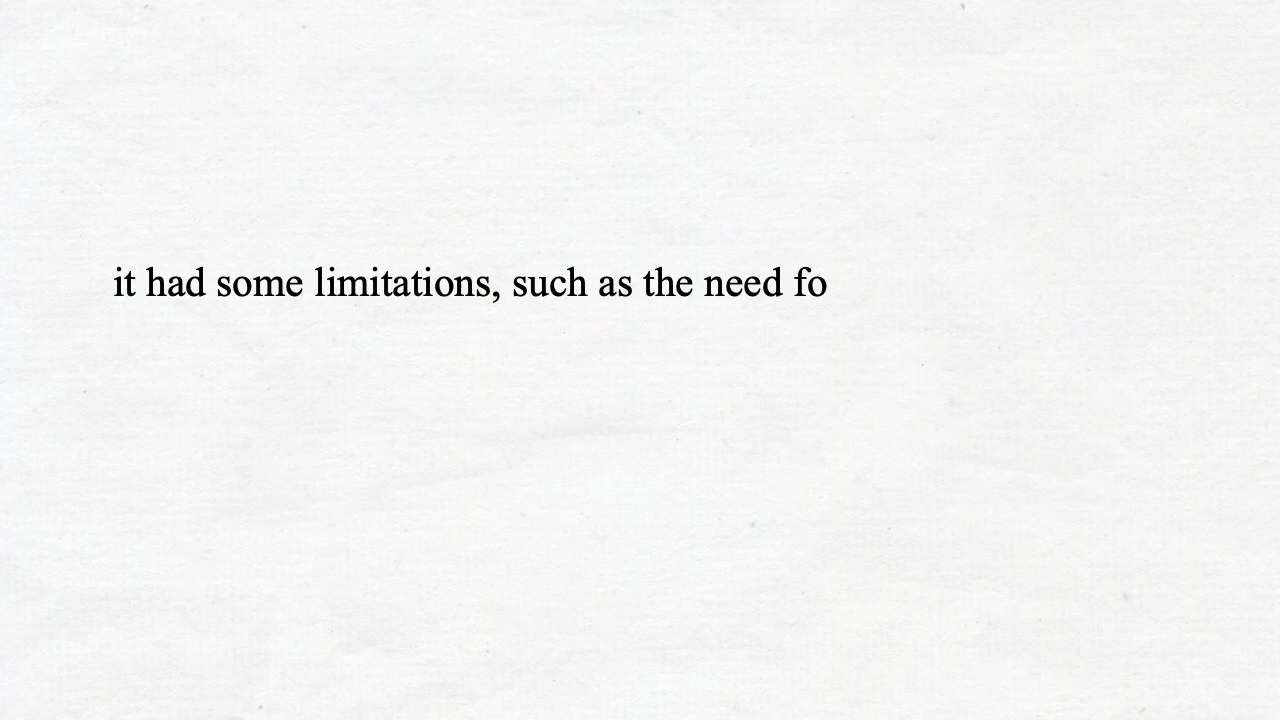 it had some limitations, such as the need fo